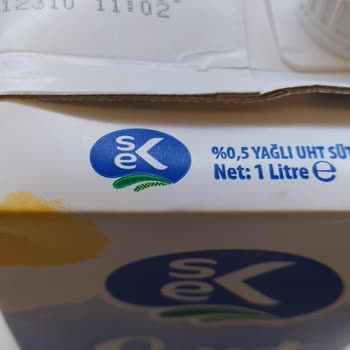 12310 11:02
sek
%0,5 YAĞLI UHT SÜT
Net: 1 Litre ℮
sek